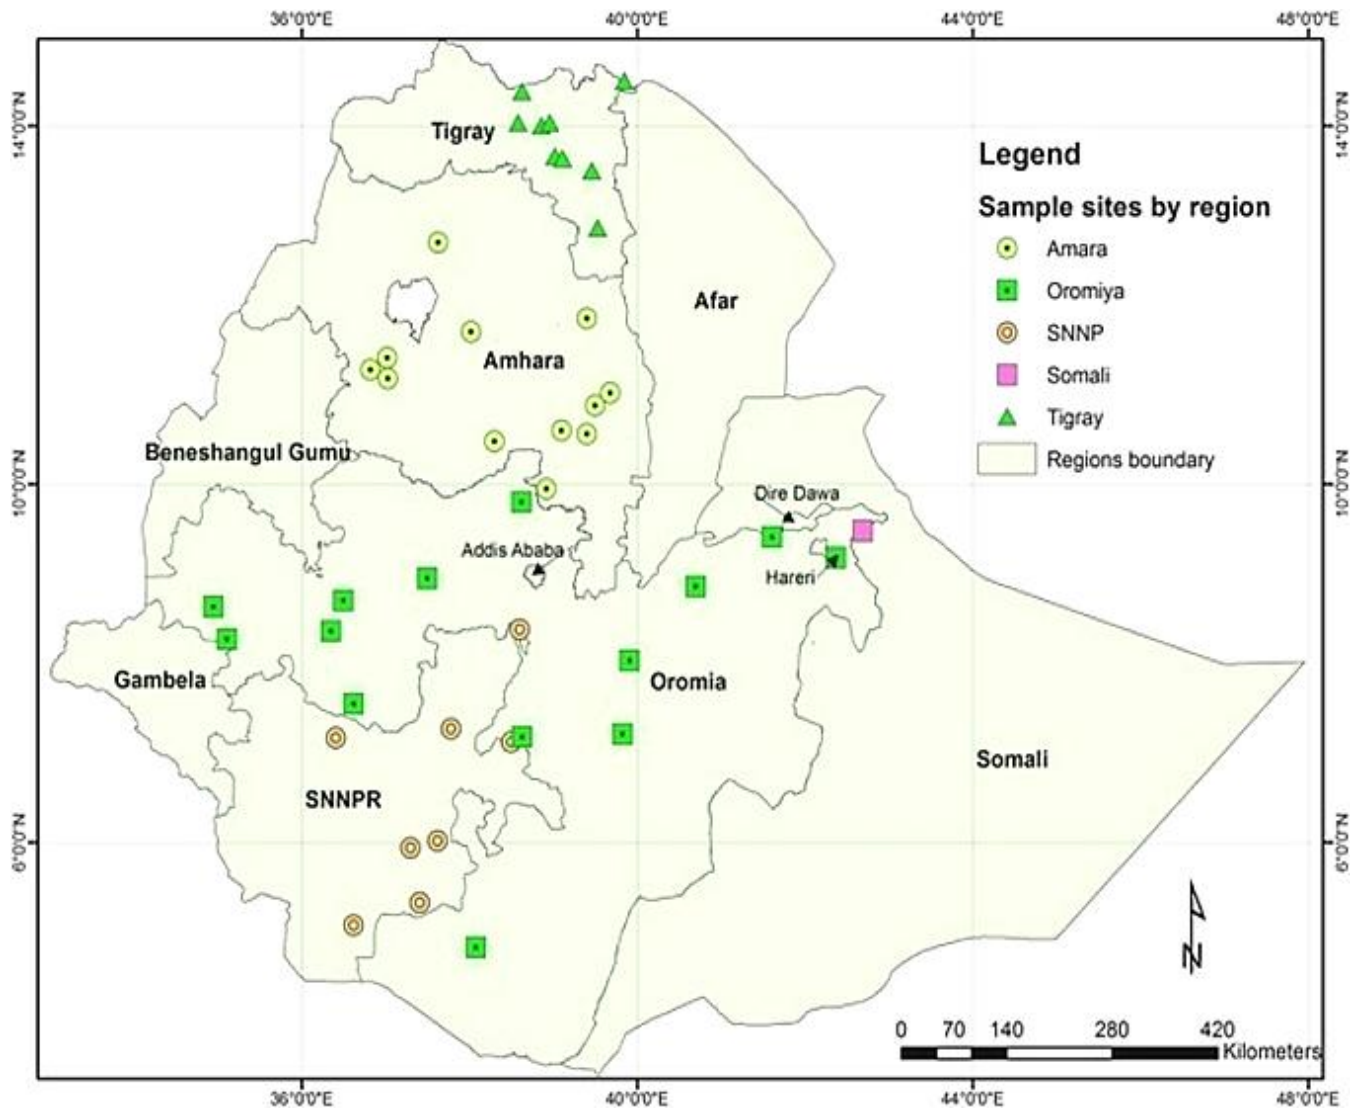 36°0'0"E 40°0'0"E 44°0'0"E 48°0'0"E
14°0'0"N 14°0'0"N
Tigray
Legend
Sample sites by region
Amara
Oromiya
SNNP
Somali
Tigray
Regions boundary
Afar
Amhara
Beneshangul Gumu
10°0'0"N 10°0'0"N
Dire Dawa
Addis Ababa
Hareri
Gambela
Oromia
Somali
SNNPR
6°0'0"N 6°0'0"N
N
0 70 140 280 420
Kilometers
36°0'0"E 40°0'0"E 44°0'0"E 48°0'0"E